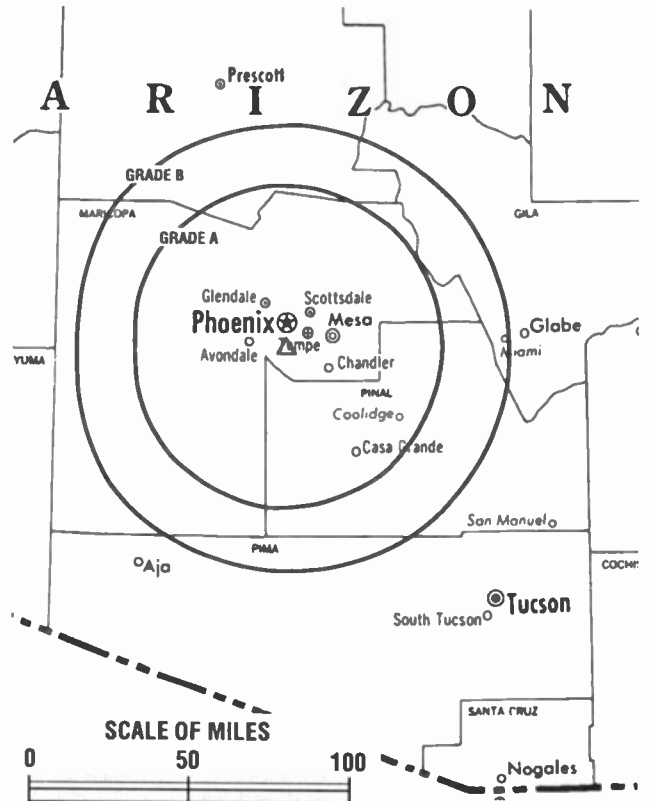 Prescott
A R I Z O N
GRADE B
MARICOPA
GILA
GRADE A
Glendale
Scottsdale
Phoenix
Mesa
Globe
Avondale
Miami
YUMA
Chandler
PINAL
Coolidge
Casa Grande
San Manuel
PIMA
Ajo
COCHIS
Tucson
South Tucson
SANTA CRUZ
SCALE OF MILES
0 50 100
Nogales